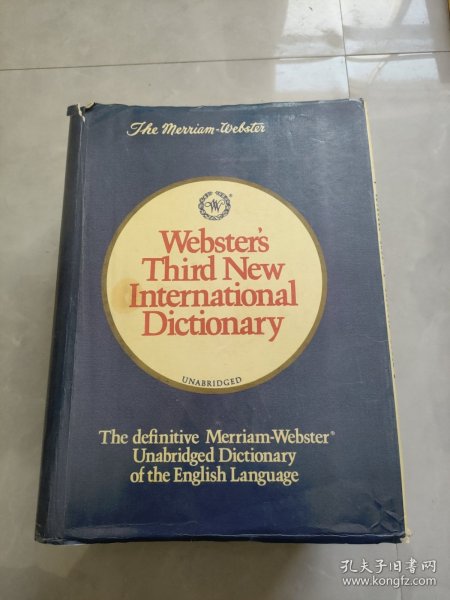 The Merriam-Webster
W
®
Webster's
Third New
International
Dictionary
UNABRIDGED
The definitive Merriam-Webster®
Unabridged Dictionary
of the English Language
孔夫子旧书网
www.kongfz.com